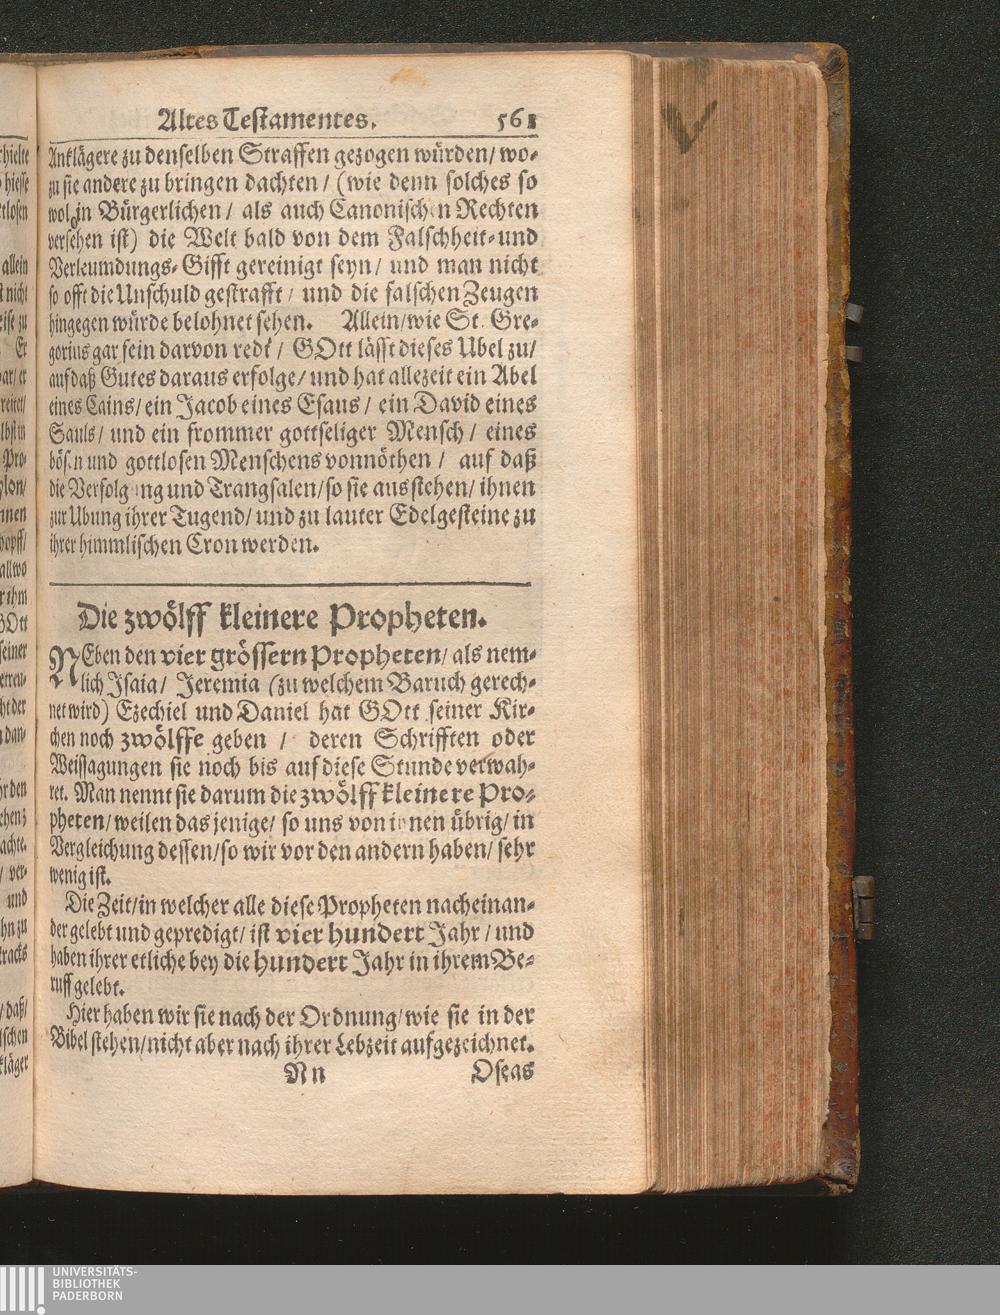 Altes Testamentes. 561
Anklägere zu denselben Straffen gezogen würden/ wo-
zu sie andere zu bringen dachten / (wie denn solches so
wol in Bürgerlichen / als auch Canonischen Rechten
versehen ist) die Welt bald von dem Falschheit- und
Verleumdungs-Gifft gereinigt seyn/ und man nicht
so offt die Unschuld gestrafft / und die falschen Zeugen
hingegen würde belohnet sehen. Allein/ wie St. Gre-
gorius gar fein darvon redt / GOtt lässt dieses Ubel zu/
auf daß Gutes daraus erfolge/ und hat allezeit ein Abel
eines Cains/ ein Jacob eines Esaus / ein David eines
Sauls/ und ein frommer gottseliger Mensch / eines
bösen und gottlosen Menschens vonnöthen / auf daß
die Verfolgung und Trangsalen/ so sie ausstehen/ ihnen
zur Ubung ihrer Tugend/ und zu lauter Edelgesteine zu
ihrer himmlischen Cron werden.
Die zwölff kleinere Propheten.
NEben den vier grössern Propheten/ als nem-
lich Isaia/ Jeremia (zu welchem Baruch gerech-
net wird) Ezechiel und Daniel hat GOtt seiner Kir-
chen noch zwölffe geben / deren Schrifften oder
Weissagungen sie noch bis auf diese Stunde verwah-
ret. Man nennt sie darum die zwölff kleinere Pro-
pheten/ weilen dasjenige/ so uns von ihnen übrig/ in
Vergleichung dessen/ so wir vor den andern haben/ sehr
wenig ist.
Die Zeit/ in welcher alle diese Propheten nacheinan-
der gelebt und gepredigt/ ist vier hundert Jahr / und
haben ihrer etliche bey die hundert Jahr in ihrem Be-
ruff gelebt.
Hier haben wir sie nach der Ordnung/ wie sie in der
Bibel stehen/ nicht aber nach ihrer Lebzeit aufgezeichnet.
Nn Oseas
UNIVERSITÄTS-
BIBLIOTHEK
PADERBORN